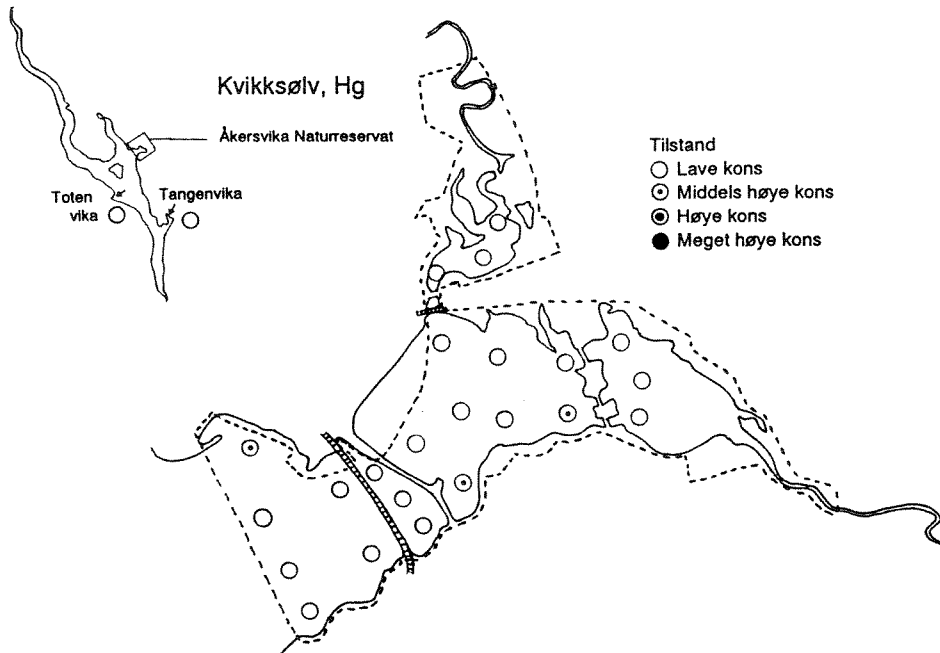 Kvikksølv, Hg
Åkersvika Naturreservat
Toten
vika
Tangenvika
Tilstand
Lave kons
Middels høye kons
Høye kons
Meget høye kons